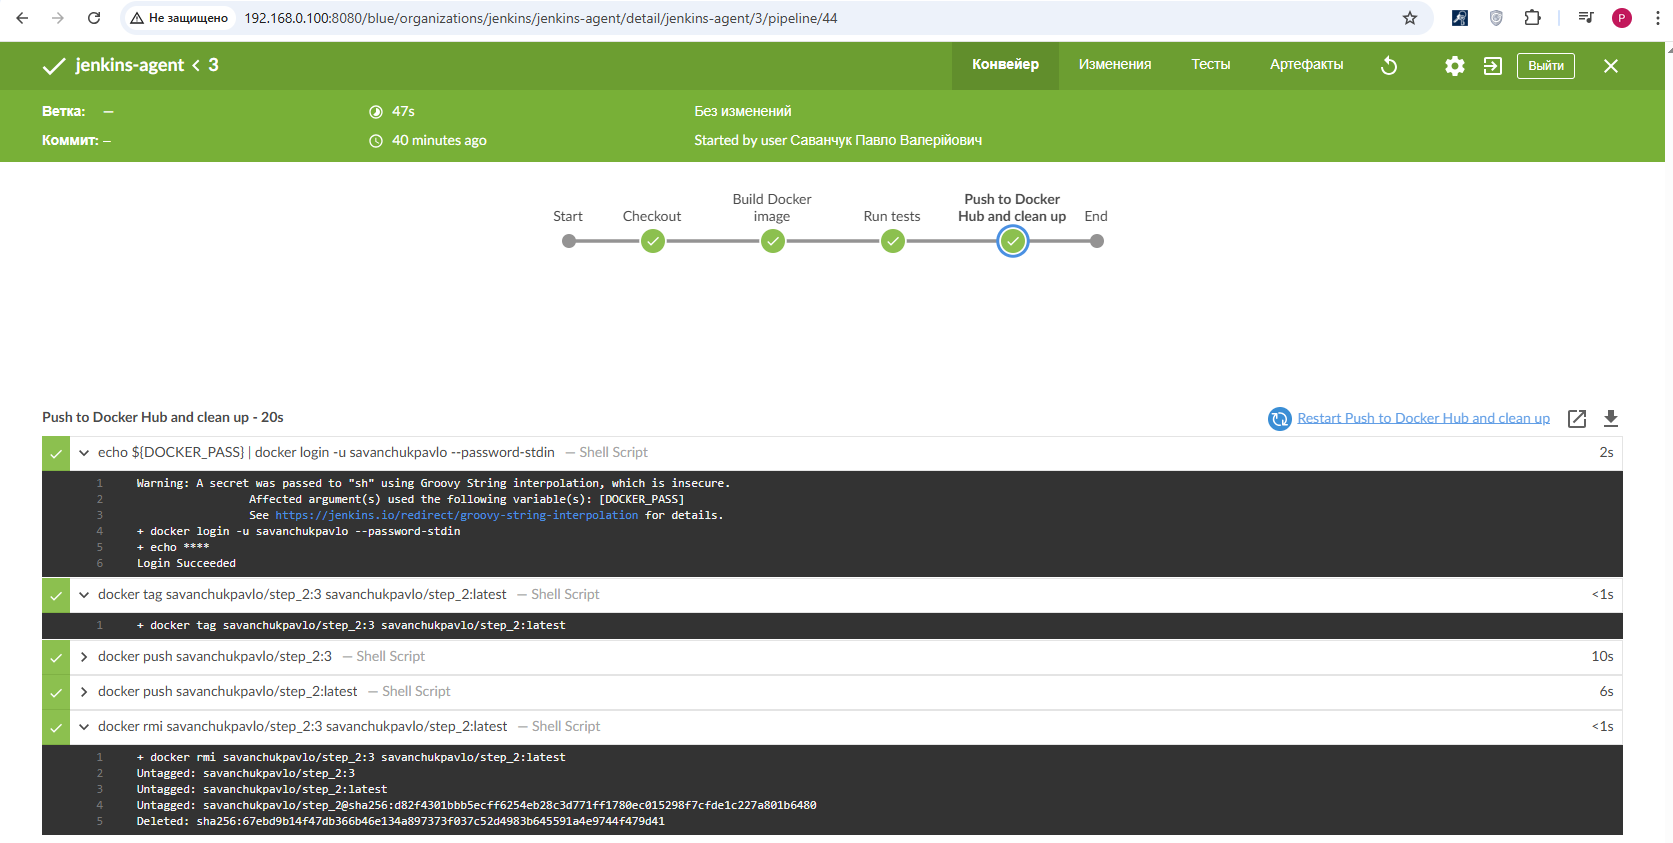 Не защищено
192.168.0.100:8080/blue/organizations/jenkins/jenkins-agent/detail/jenkins-agent/3/pipeline/44
P
jenkins-agent < 3
Конвейер Изменения Тесты Артефакты Выйти
Ветка: — 47s Без изменений
Коммит: — 40 minutes ago Started by user Саванчук Павло Валерійович
Start
Checkout
Build Docker
image
Run tests
Push to Docker
Hub and clean up
End
Push to Docker Hub and clean up - 20s
Restart Push to Docker Hub and clean up
echo ${DOCKER_PASS} | docker login -u savanchukpavlo --password-stdin — Shell Script 2s
1 Warning: A secret was passed to "sh" using Groovy String interpolation, which is insecure.
2 Affected argument(s) used the following variable(s): [DOCKER_PASS]
3 See https://jenkins.io/redirect/groovy-string-interpolation for details.
4 + docker login -u savanchukpavlo --password-stdin
5 + echo ****
6 Login Succeeded
docker tag savanchukpavlo/step_2:3 savanchukpavlo/step_2:latest — Shell Script <1s
1 + docker tag savanchukpavlo/step_2:3 savanchukpavlo/step_2:latest
docker push savanchukpavlo/step_2:3 — Shell Script 10s
docker push savanchukpavlo/step_2:latest — Shell Script 6s
docker rmi savanchukpavlo/step_2:3 savanchukpavlo/step_2:latest — Shell Script <1s
1 + docker rmi savanchukpavlo/step_2:3 savanchukpavlo/step_2:latest
2 Untagged: savanchukpavlo/step_2:3
3 Untagged: savanchukpavlo/step_2:latest
4 Untagged: savanchukpavlo/step_2@sha256:d82f4301bbb5ecff6254eb28c3d771ff1780ec015298f7cfde1c227a801b6480
5 Deleted: sha256:67ebd9b14f47db366b46e134a897373f037c52d4983b645591a4e9744f479d41